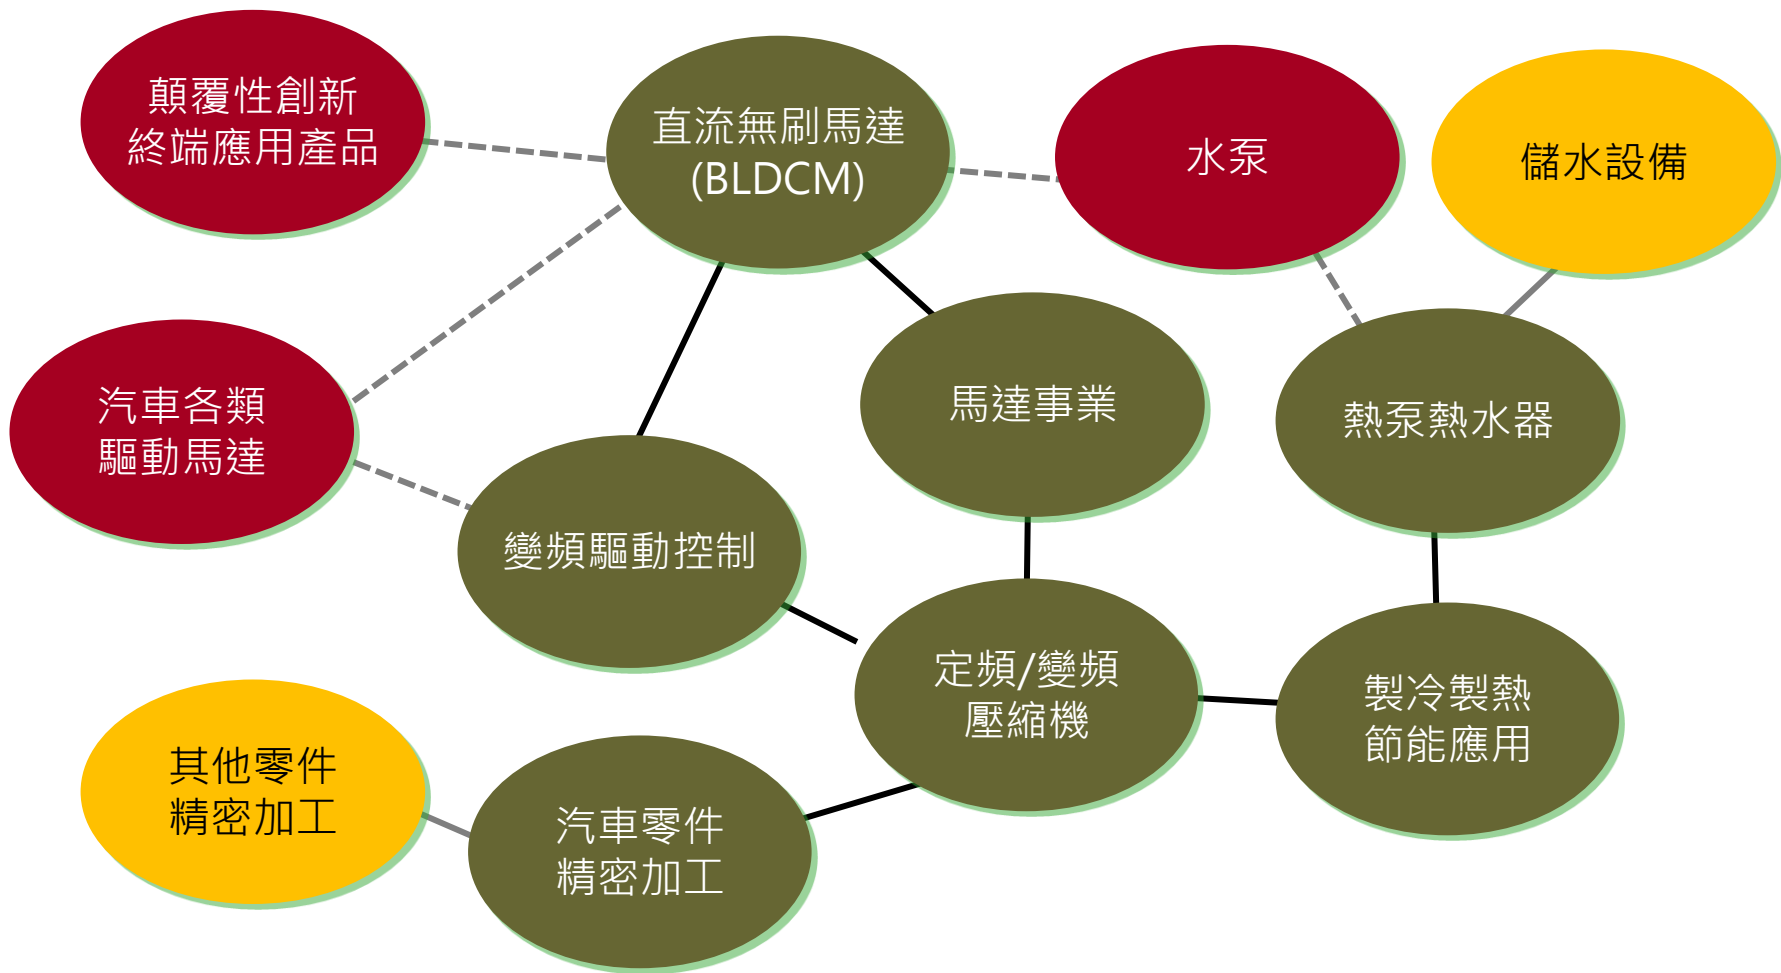 顛覆性創新
終端應用產品
直流無刷馬達
(BLDCM)
水泵
儲水設備
汽車各類
驅動馬達
馬達事業
熱泵熱水器
變頻驅動控制
定頻/變頻
壓縮機
製冷製熱
節能應用
其他零件
精密加工
汽車零件
精密加工